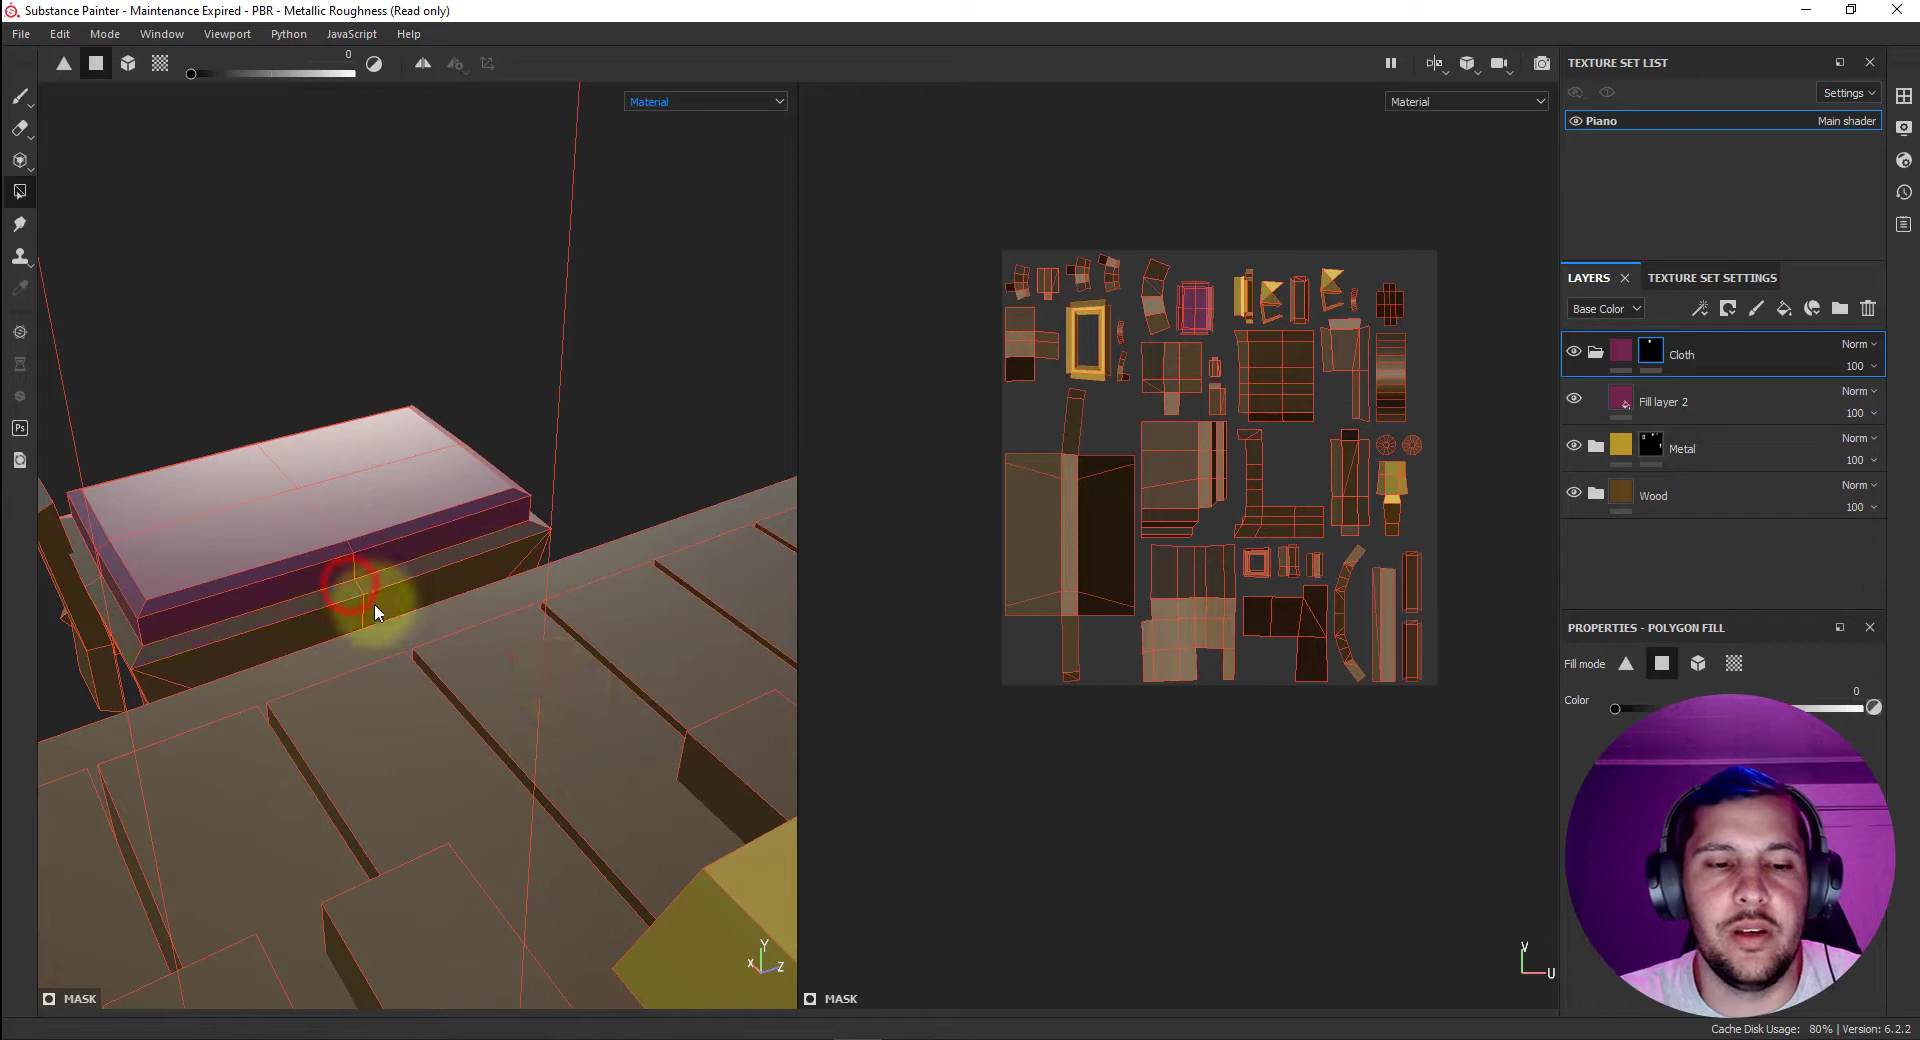 Substance Painter - Maintenance Expired - PBR - Metallic Roughness (Read only)
File Edit Mode Window Viewport Python JavaScript Help
0
Material
Material
TEXTURE SET LIST
Settings
Piano Main shader
LAYERS TEXTURE SET SETTINGS
Base Color
Cloth Norm 100
Fill layer 2 Norm 100
Metal Norm 100
Wood Norm 100
Ps
PROPERTIES - POLYGON FILL
Fill mode
Color 0
Y
X Z
V
U
MASK
MASK
Cache Disk Usage: 80% | Version: 6.2.2